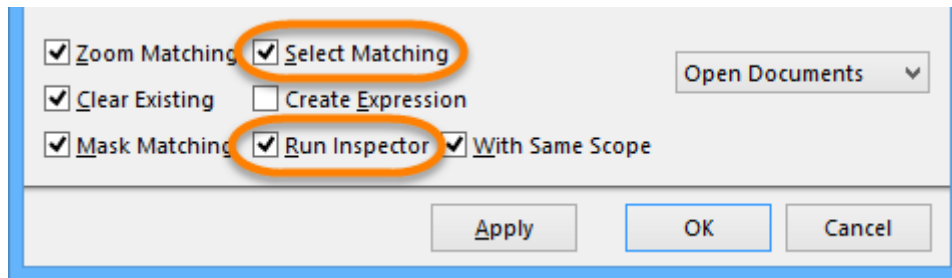 Zoom Matching Select Matching
Open Documents
Clear Existing Create Expression
Mask Matching Run Inspector With Same Scope
Apply OK Cancel